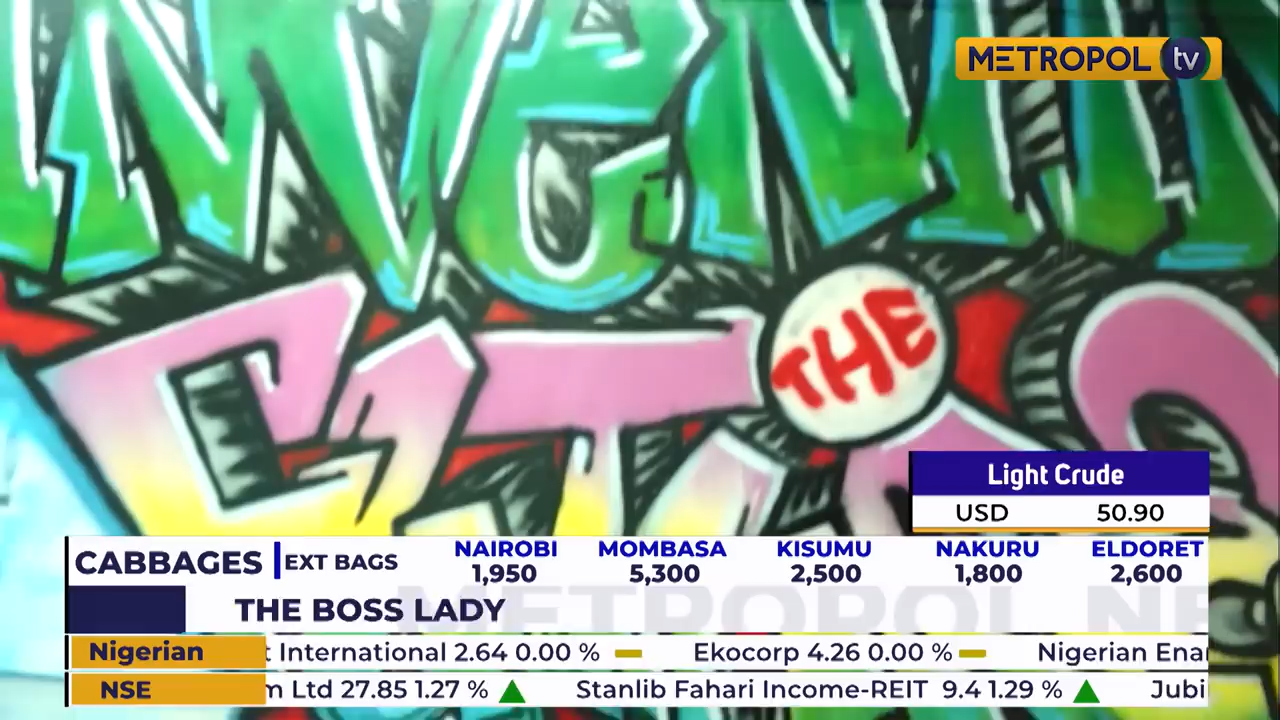 METROPOL tv
THE
Light Crude
USD 50.90
CABBAGES EXT BAGS
NAIROBI MOMBASA KISUMU NAKURU ELDORET
1,950 5,300 2,500 1,800 2,600
THE BOSS LADY
Nigerian t International 2.64 0.00 % Ekocorp 4.26 0.00 % Nigerian Enar
NSE m Ltd 27.85 1.27 % Stanlib Fahari Income-REIT 9.4 1.29 % Jubi